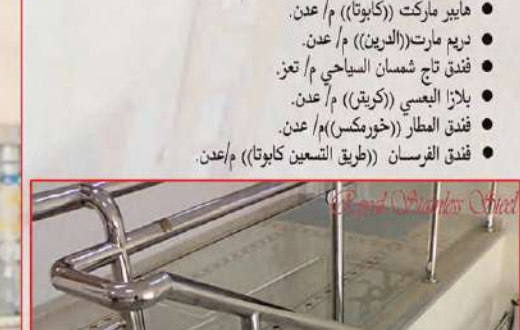 ● هايبر ماركت ((كابوتا)) م/ عدن.
● دريم مارت((الدرين)) م/ عدن.
● فندق تاج شمسان السياحي م/ تعز.
● بلازا البعسي ((كريتر)) م/ عدن.
● فندق المطار ((خورمكسر))م/ عدن.
● فندق الفرسـان ((طريق التسعين كابوتا)) م/عدن.
Royal Stainless Steel